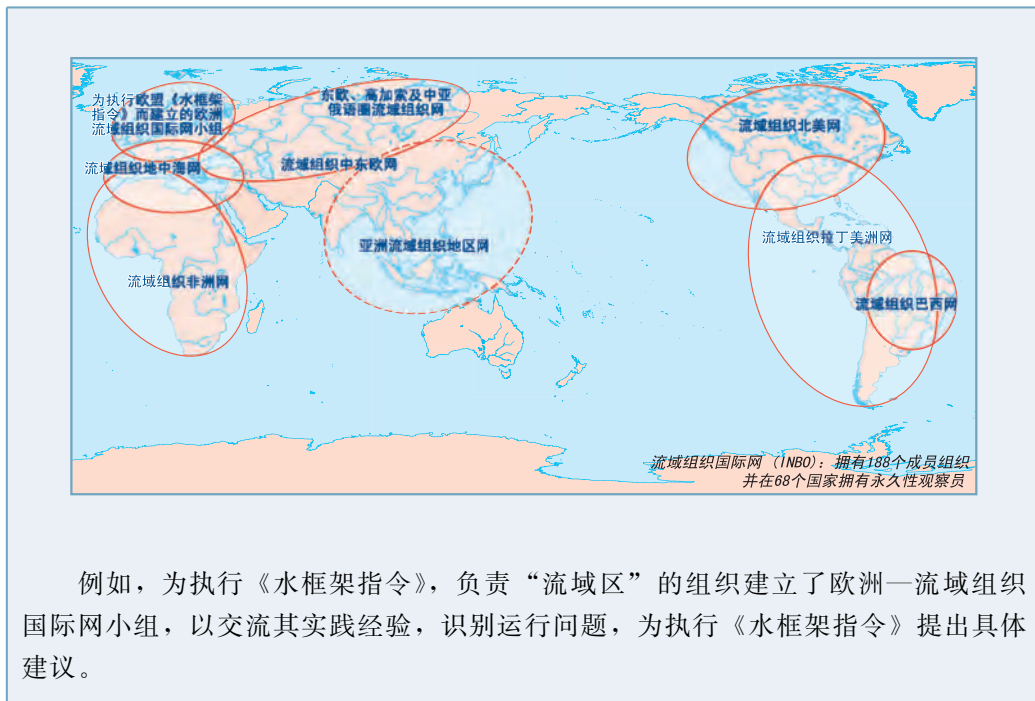 为执行欧盟《水框架
指令》而建立的欧洲
流域组织国际网小组
东欧、高加索及中亚
俄语圈流域组织网
流域组织北美网
流域组织地中海网
流域组织中东欧网
亚洲流域组织地区网
流域组织拉丁美洲网
流域组织非洲网
流域组织巴西网
流域组织国际网 (INBO): 拥有188个成员组织
并在68个国家拥有永久性观察员
例如，为执行《水框架指令》，负责“流域区”的组织建立了欧洲—流域组织
国际网小组，以交流其实践经验，识别运行问题，为执行《水框架指令》提出具体
建议。